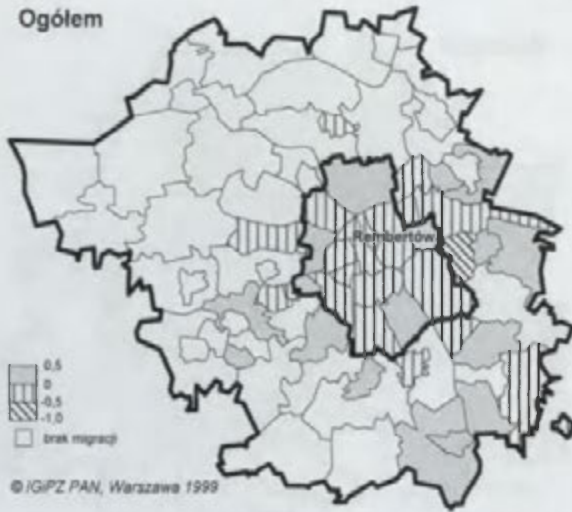 Ogółem
Rembertów
0,5
0
-0,5
-1,0
brak migracji
© IGiPZ PAN, Warszawa 1999